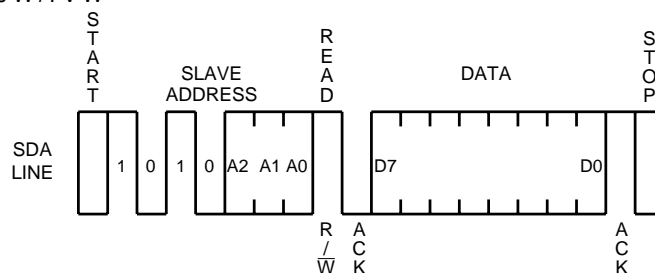 START
SLAVE
ADDRESS
READ
DATA
STOP
SDA
LINE
1 0 1 0 A2 A1 A0 D7 D0
R/W
ACK
ACK